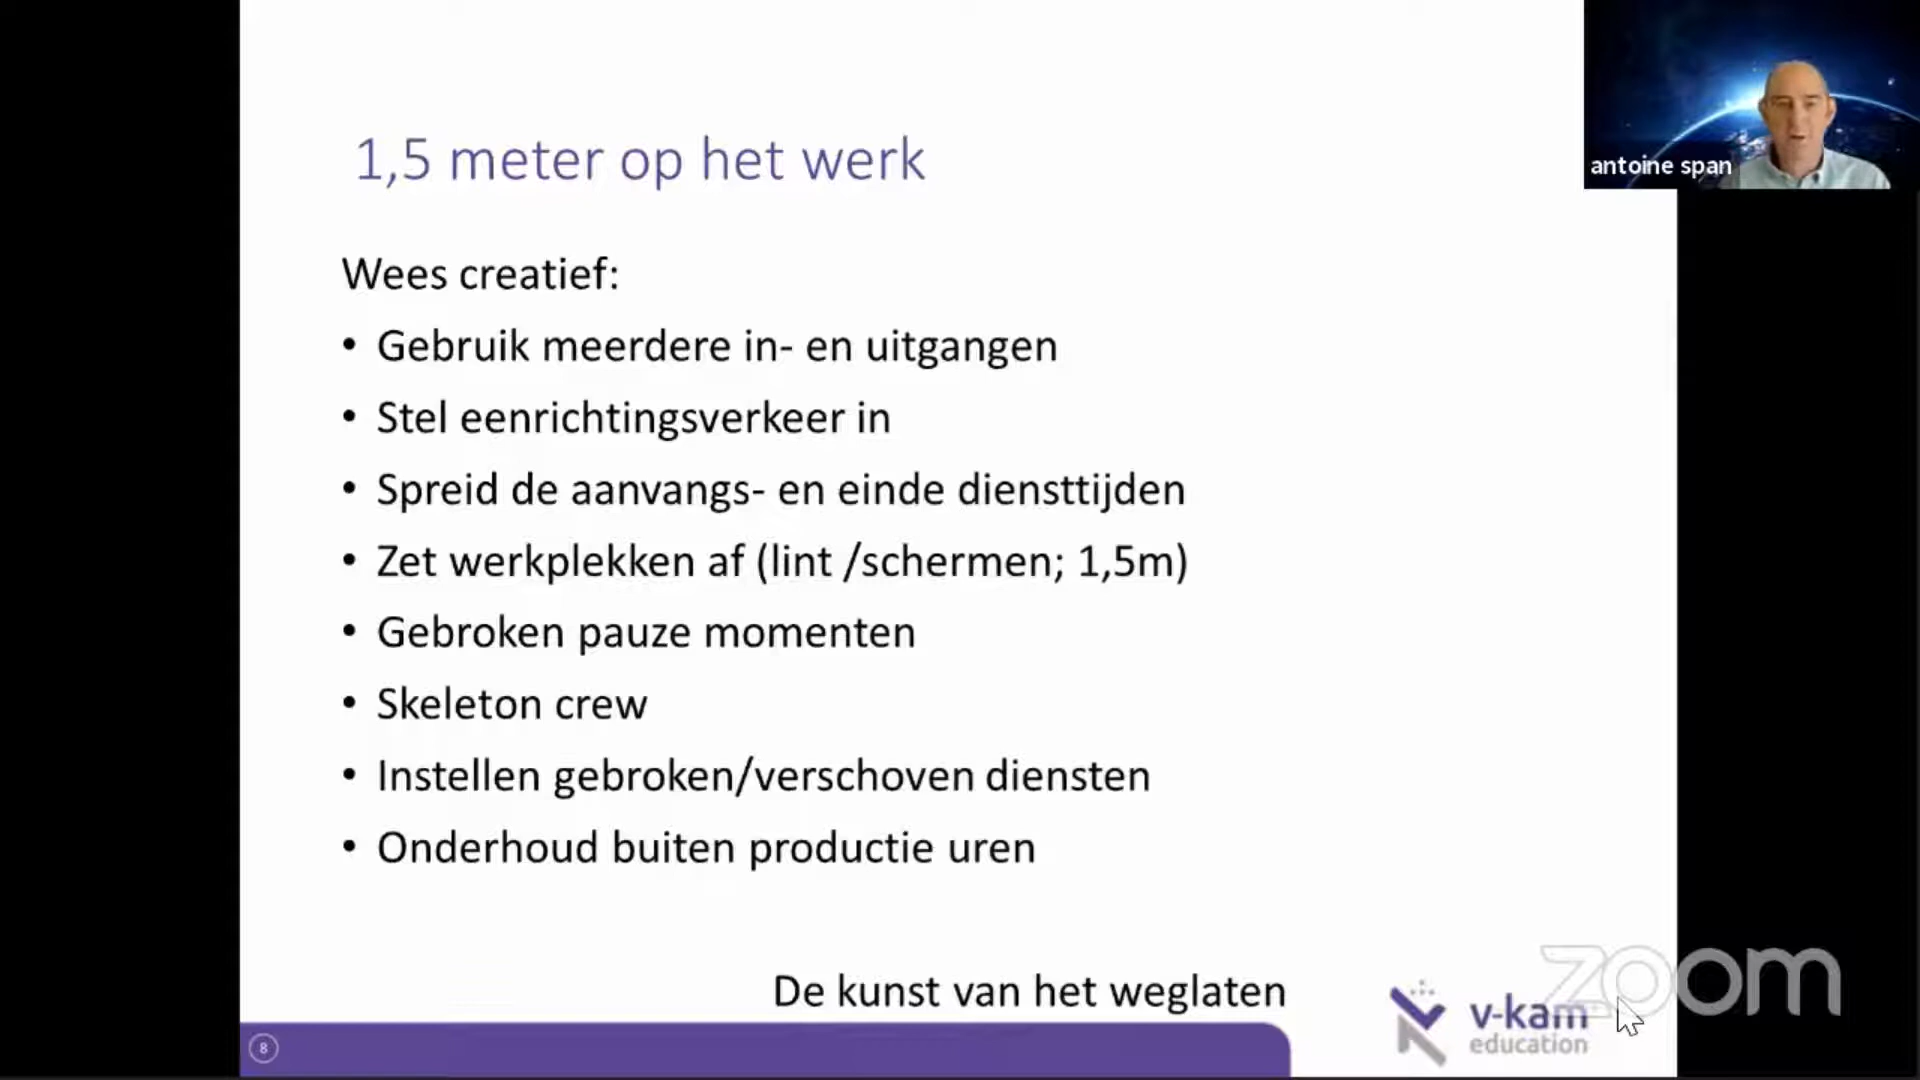 antoine span
1,5 meter op het werk
Wees creatief:
• Gebruik meerdere in- en uitgangen
• Stel eenrichtingsverkeer in
• Spreid de aanvangs- en einde diensttijden
• Zet werkplekken af (lint /schermen; 1,5m)
• Gebroken pauze momenten
• Skeleton crew
• Instellen gebroken/verschoven diensten
• Onderhoud buiten productie uren
De kunst van het weglaten
zoom
v-kam
education
8